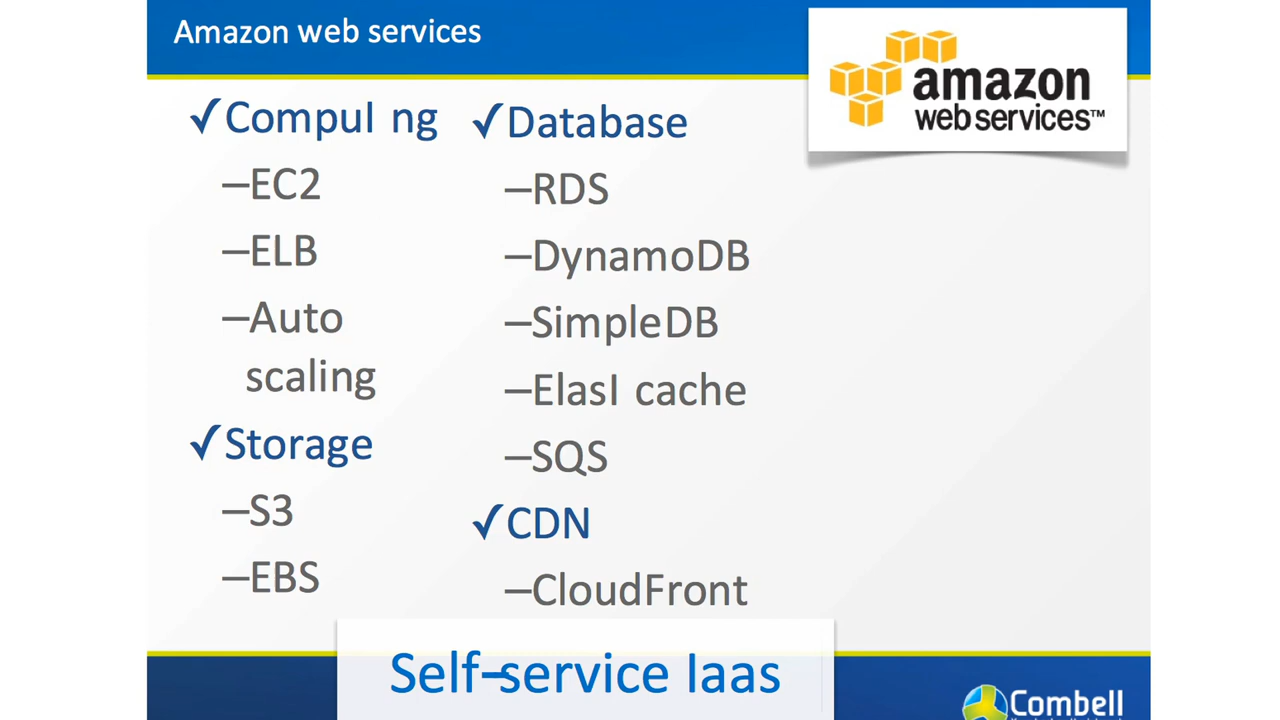 Amazon web services
amazon
web services™
✓Compul ng
–EC2
–ELB
–Auto
scaling
✓Storage
–S3
–EBS
✓Database
–RDS
–DynamoDB
–SimpleDB
–ElasI cache
–SQS
✓CDN
–CloudFront
Self-service Iaas
Combell